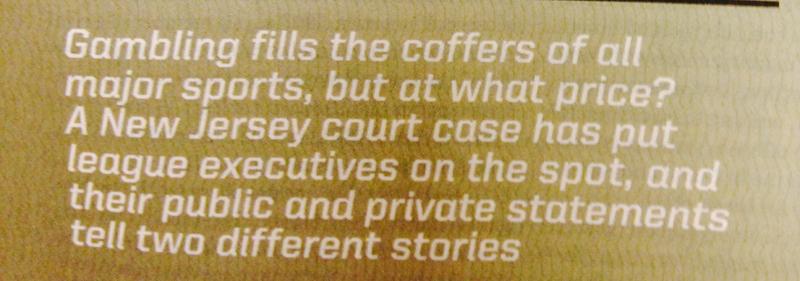 Gambling fills the coffers of all
major sports, but at what price?
A New Jersey court case has put
league executives on the spot, and
their public and private statements
tell two different stories